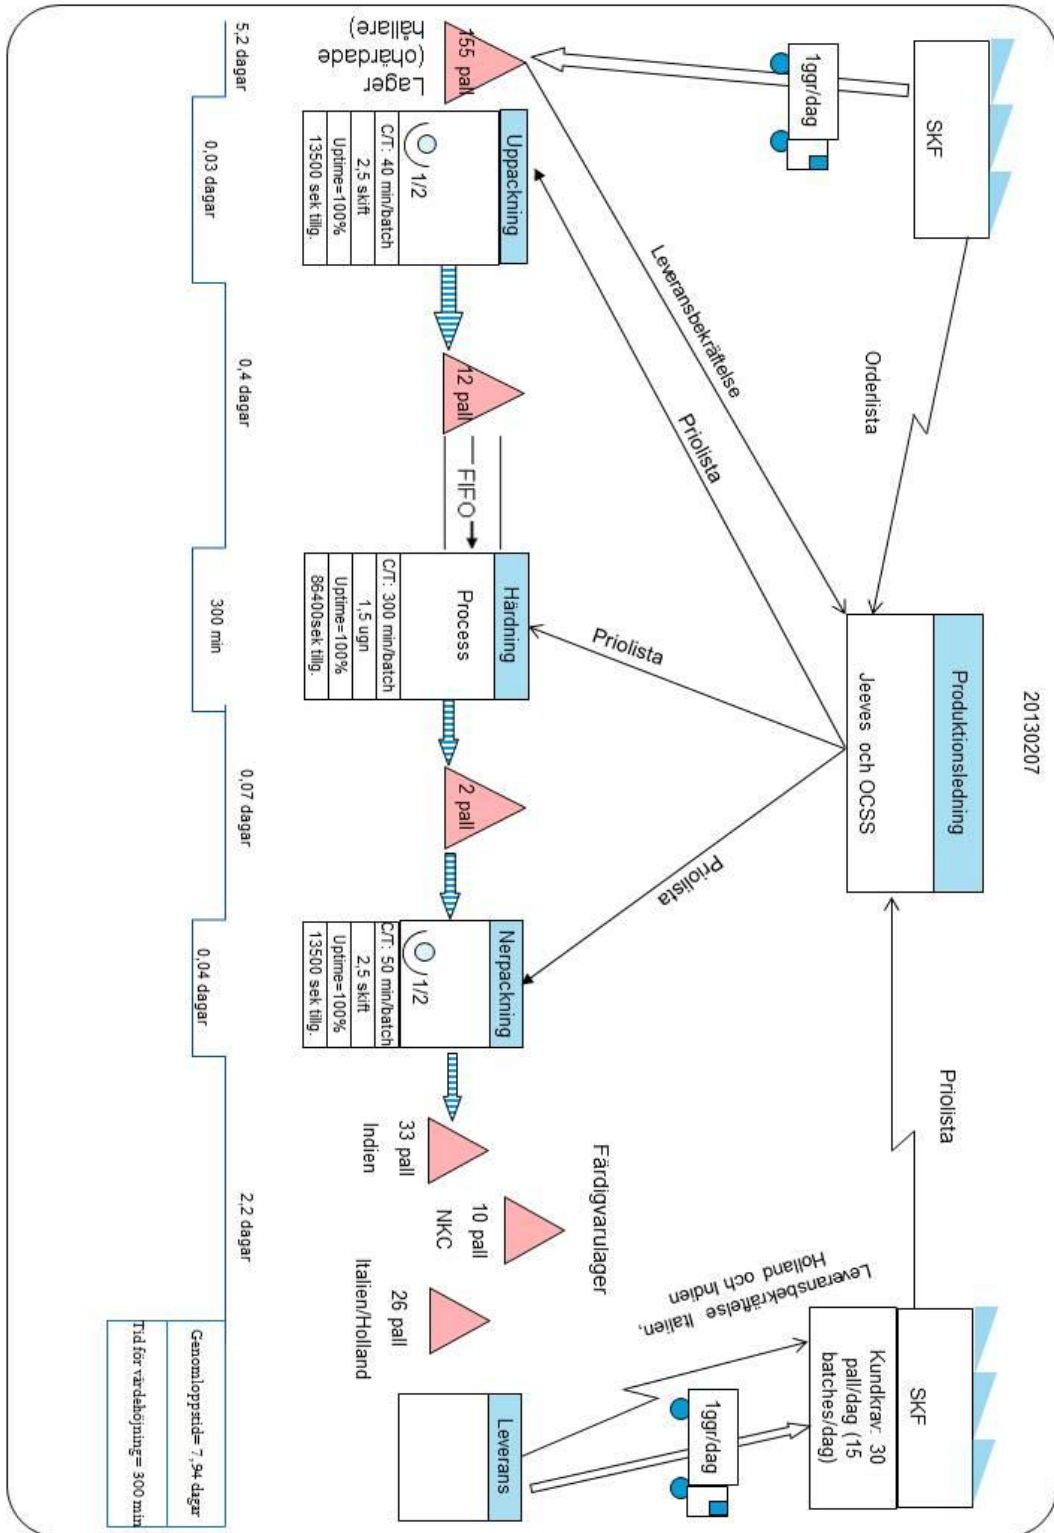 20130207
SKF
1ggr/dag
Orderlista
Produktionsledning
Jeeves och OCSS
Priolista
SKF
Kundkrav: 30
pall/dag (15
batches/dag)
1ggr/dag
Leveransbekräftelse
Priolista
Priolista
Priolista
Leveransbekräftelse Italien,
Holland och Indien
155 pall
Lager
(ohärdade
hållare)
Uppackning
1/2
C/T: 40 min/batch
2,5 skift
Uptime=100%
13500 sek tillg.
12 pall
FIFO
Härdning
Process
C/T: 300 min/batch
1,5 ugn
Uptime=100%
86400sek tillg.
2 pall
Nerpackning
1/2
C/T: 50 min/batch
2,5 skift
Uptime=100%
13500 sek tillg.
Färdigvarulager
33 pall
Indien
10 pall
NKC
26 pall
Italien/Holland
Leverans
5,2 dagar
0,03 dagar
0,4 dagar
300 min
0,07 dagar
0,04 dagar
2,2 dagar
Genomloppstid= 7,94 dagar
Tid för värdehöjning= 300 min